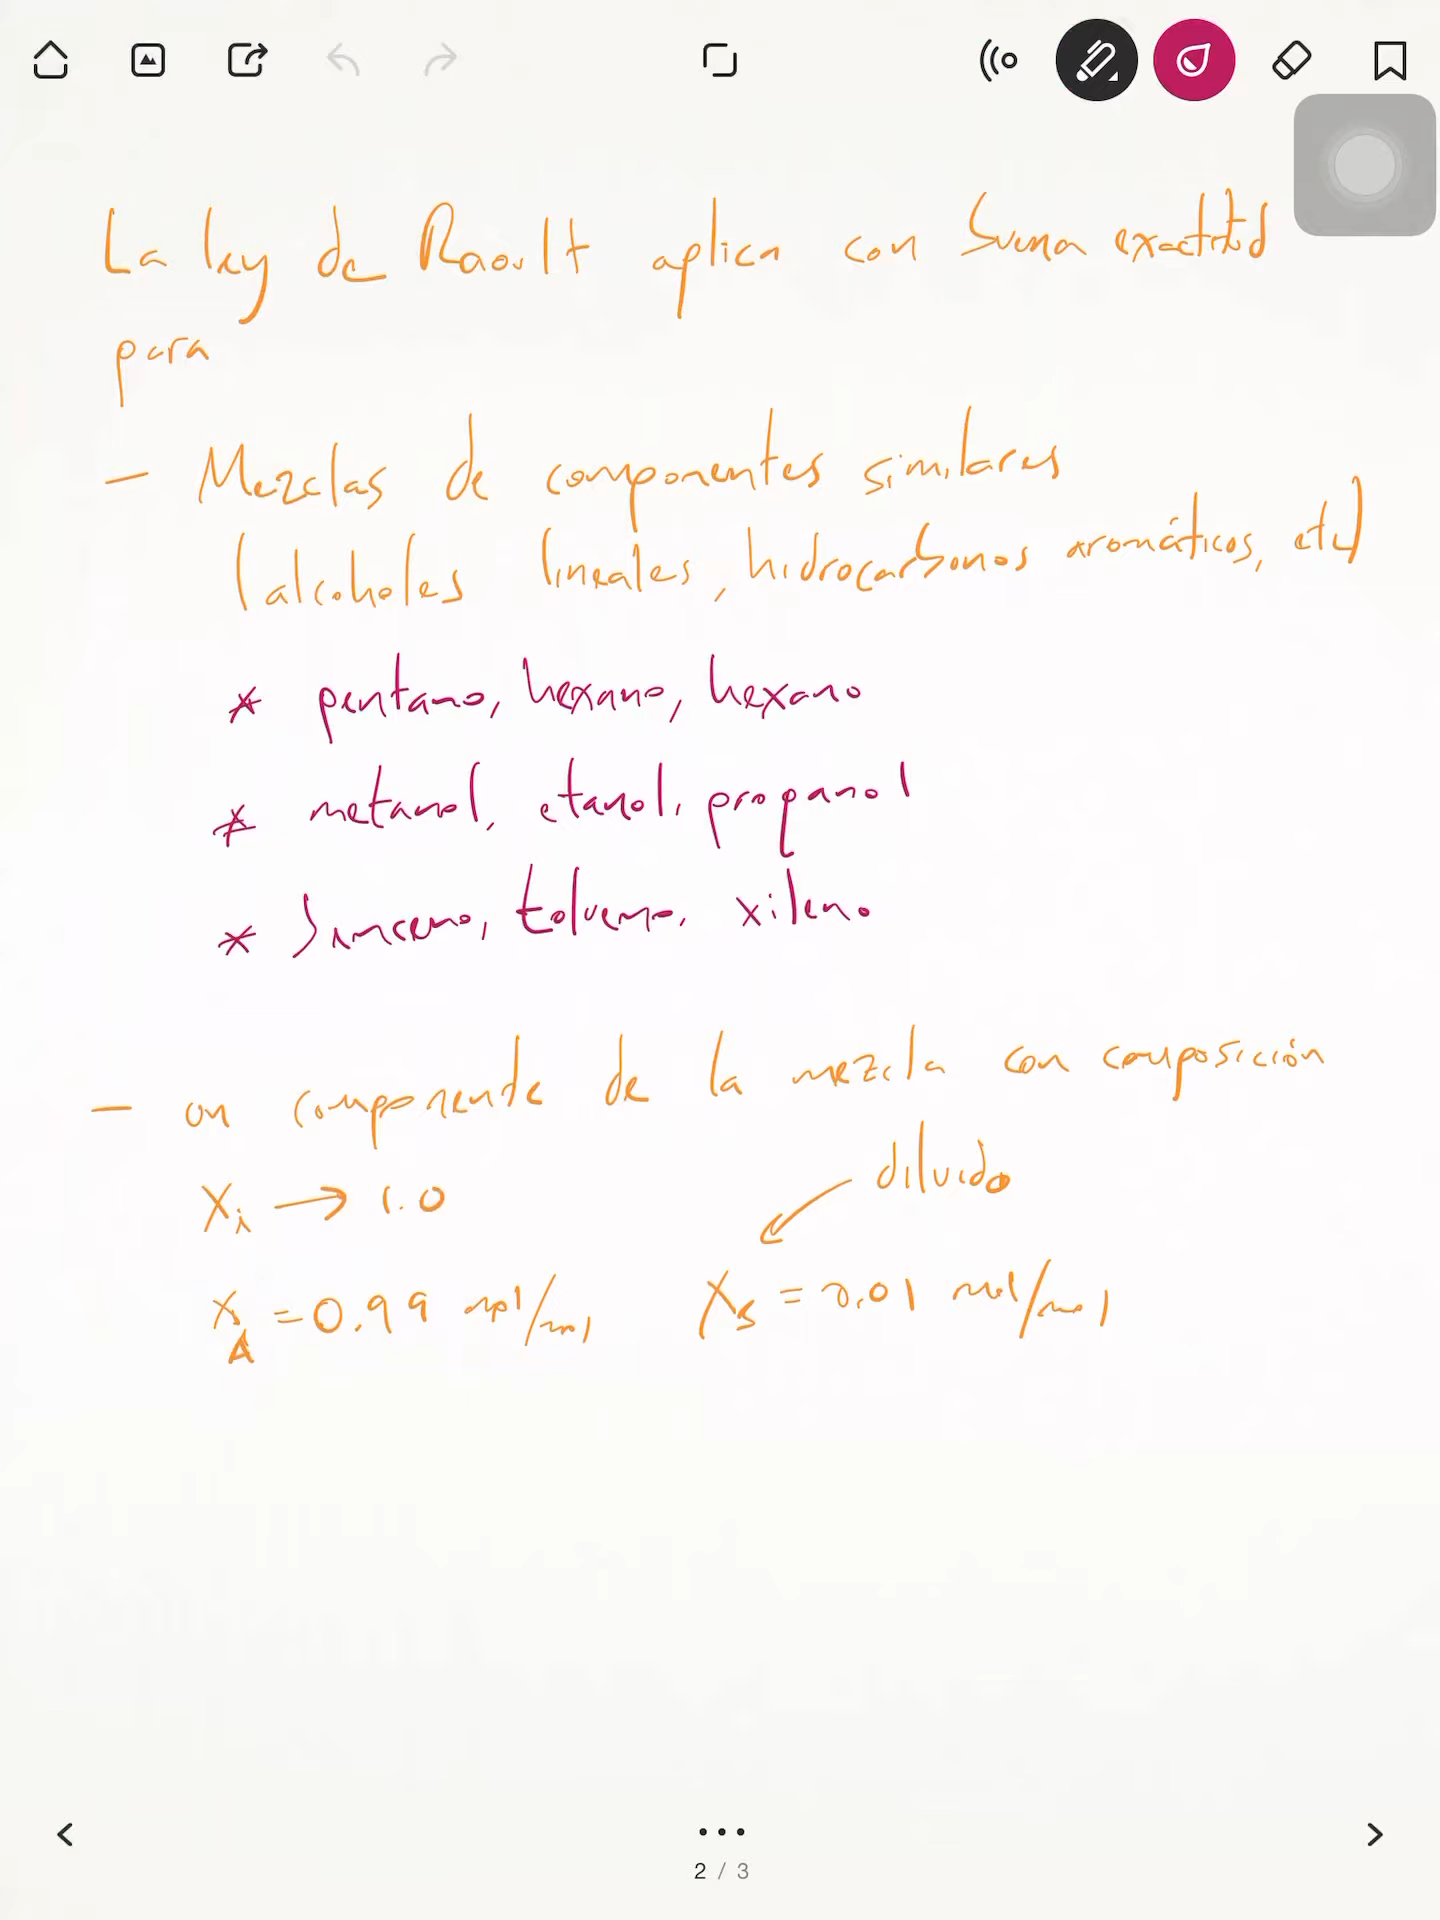 La ley de Raoult aplica con buena exactitud
para
- Mezclas de componentes similares
(alcoholes lineales, hidrocarbonos aromáticos, etc)
* pentano, hexano, hexano
* metanol, etanol, propanol
* benceno, tolueno, xileno
- un componente de la mezcla con composición
diluido
Xi → 1.0
XA = 0.99 mol/mol XB = 0.01 mol/mol
2 / 3